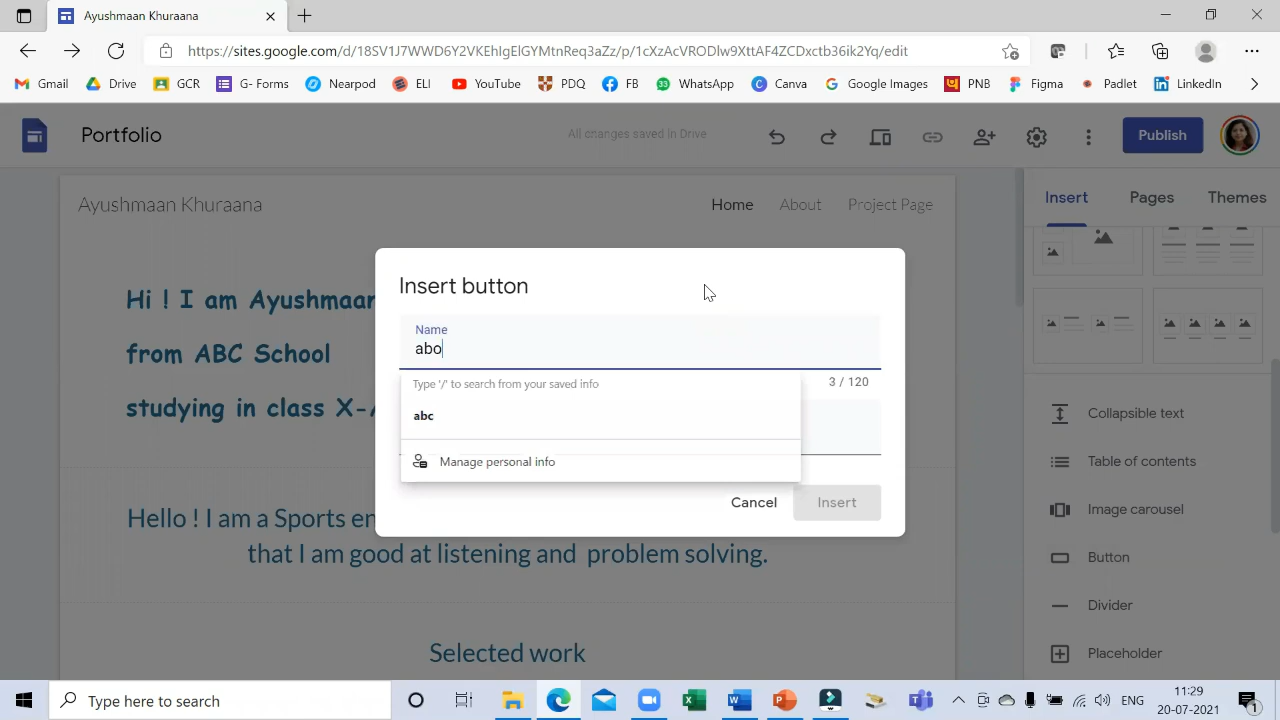 Ayushmaan Khuraana
https://sites.google.com/d/18SV1J7WWD6Y2VKEhIgElGYMtnReq3aZz/p/1cXzAcVRODlw9XttAF4ZCDxctb36ik2Yq/edit
Gmail Drive GCR G- Forms Nearpod ELI YouTube PDQ FB WhatsApp Canva Google Images PNB Figma Padlet LinkedIn
Portfolio
All changes saved in Drive
Publish
Ayushmaan Khuraana
Home About Project Page
Insert Pages Themes
Hi ! I am Ayushmaan
from ABC School
studying in class X-A
Insert button
Name
abo
3 / 120
Type '/' to search from your saved info
abc
Manage personal info
Cancel Insert
Hello ! I am a Sports en
that I am good at listening and problem solving.
Selected work
Collapsible text
Table of contents
Image carousel
Button
Divider
Placeholder
Type here to search
33
ENG
11:29
20-07-2021
1